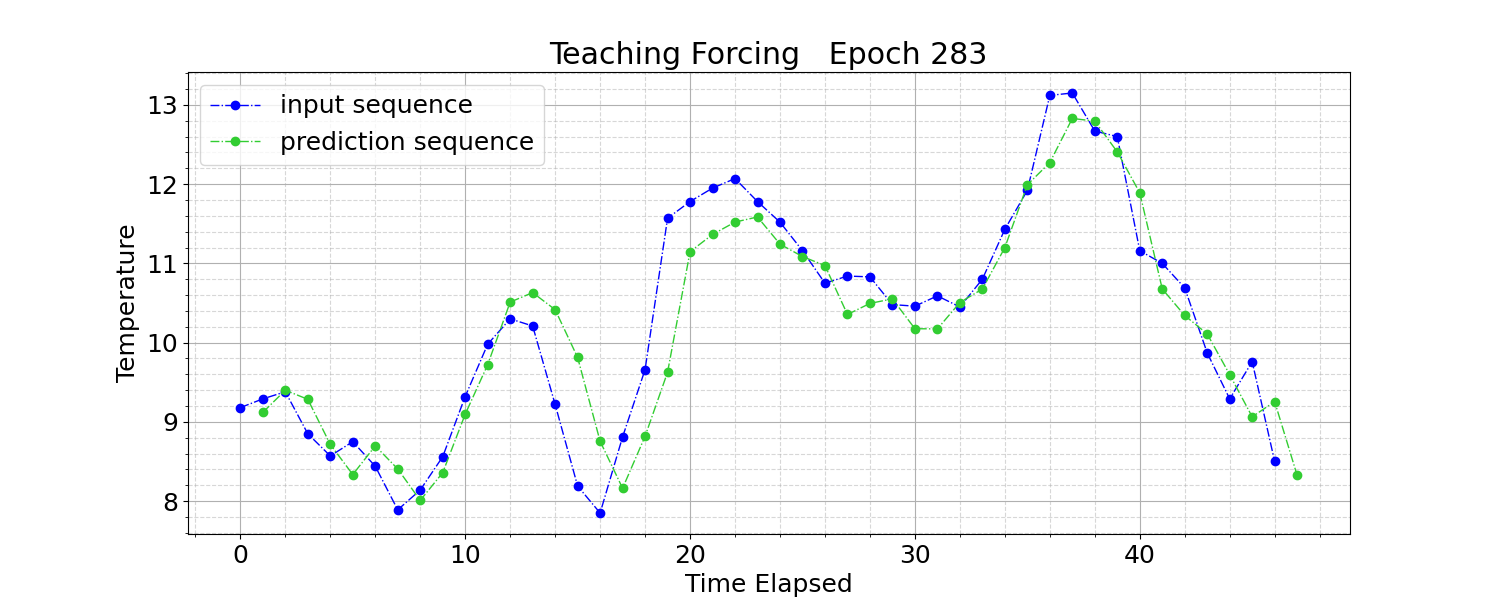 Teaching Forcing   Epoch 283
input sequence
prediction sequence
Temperature
13
12
11
10
9
8
0 10 20 30 40
Time Elapsed